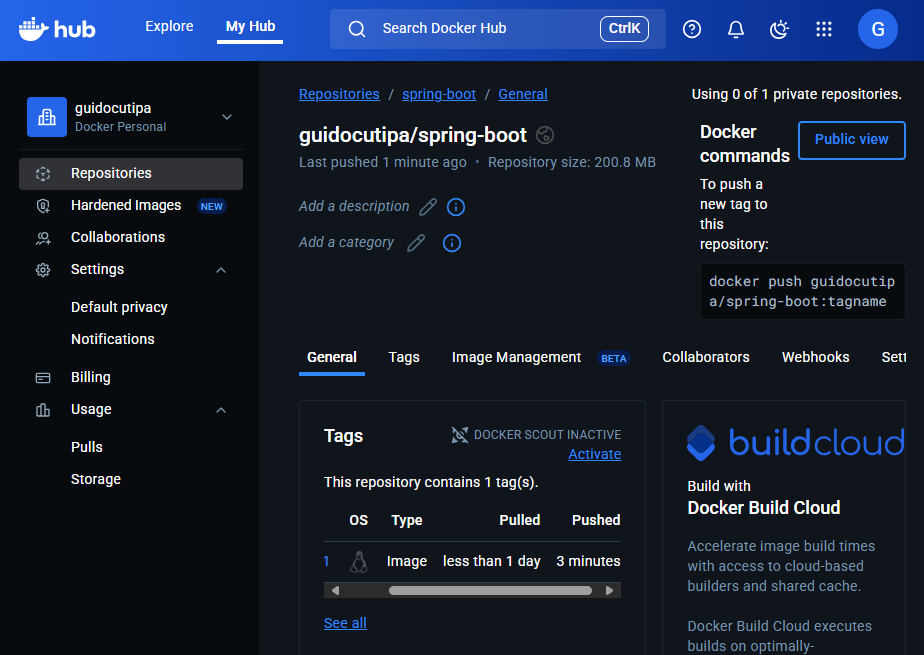 hub
Explore
My Hub
Search Docker Hub
CtrlK
G
guidocutipa
Docker Personal
Repositories
Hardened Images NEW
Collaborations
Settings
Default privacy
Notifications
Billing
Usage
Pulls
Storage
Repositories / spring-boot / General
Using 0 of 1 private repositories.
guidocutipa/spring-boot
Last pushed 1 minute ago • Repository size: 200.8 MB
Add a description
Add a category
Docker
commands
Public view
To push a
new tag to
this
repository:
docker push guidocutip
a/spring-boot:tagname
General Tags Image Management BETA Collaborators Webhooks Sett
Tags
DOCKER SCOUT INACTIVE
Activate
This repository contains 1 tag(s).
OS Type Pulled Pushed
1 Image less than 1 day 3 minutes
See all
buildcloud
Build with
Docker Build Cloud
Accelerate image build times
with access to cloud-based
builders and shared cache.
Docker Build Cloud executes
builds on optimally-